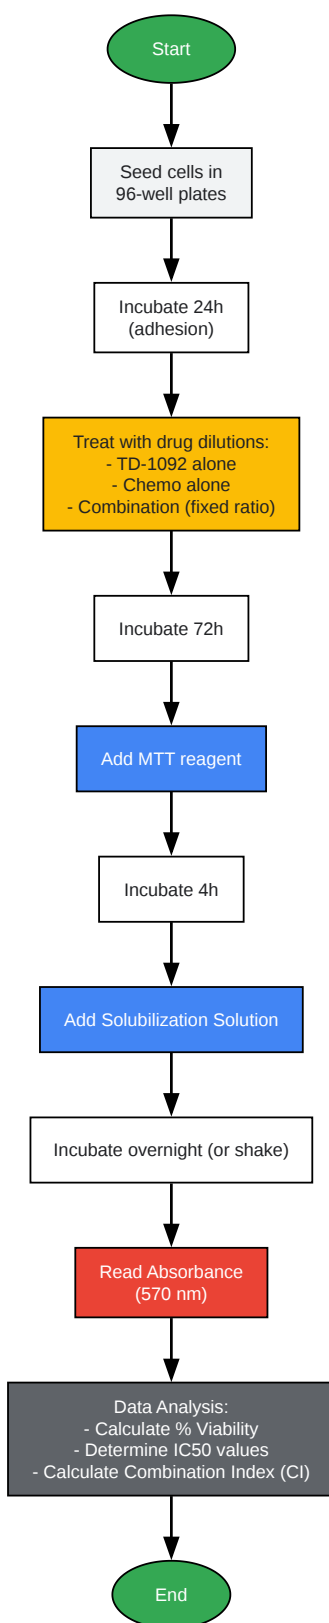 Start
Seed cells in
96-well plates
Incubate 24h
(adhesion)
Treat with drug dilutions:
- TD-1092 alone
- Chemo alone
- Combination (fixed ratio)
Incubate 72h
Add MTT reagent
Incubate 4h
Add Solubilization Solution
Incubate overnight (or shake)
Read Absorbance
(570 nm)
Data Analysis:
- Calculate % Viability
- Determine IC50 values
- Calculate Combination Index (CI)
End